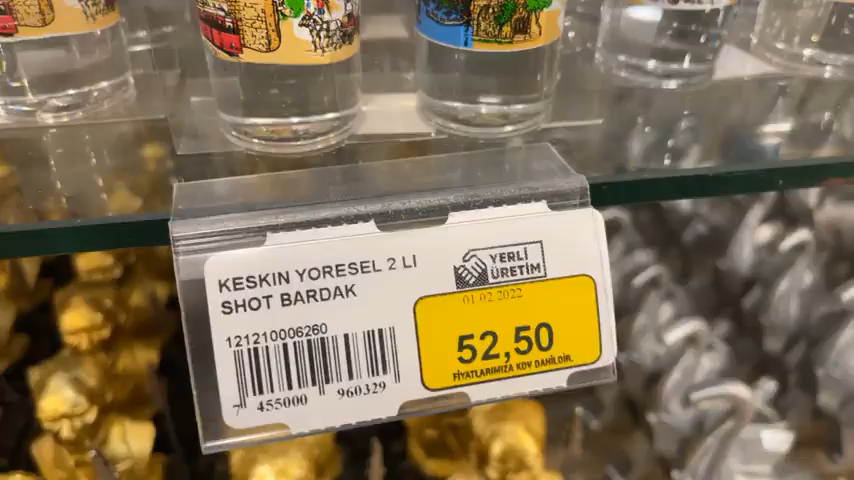 KESKIN YORESEL 2 LI
SHOT BARDAK
YERLİ
ÜRETİM
01 02 2022
121210006260
52,50
FİYATLARIMIZA KDV DAHİLDİR.
7 455000 960329